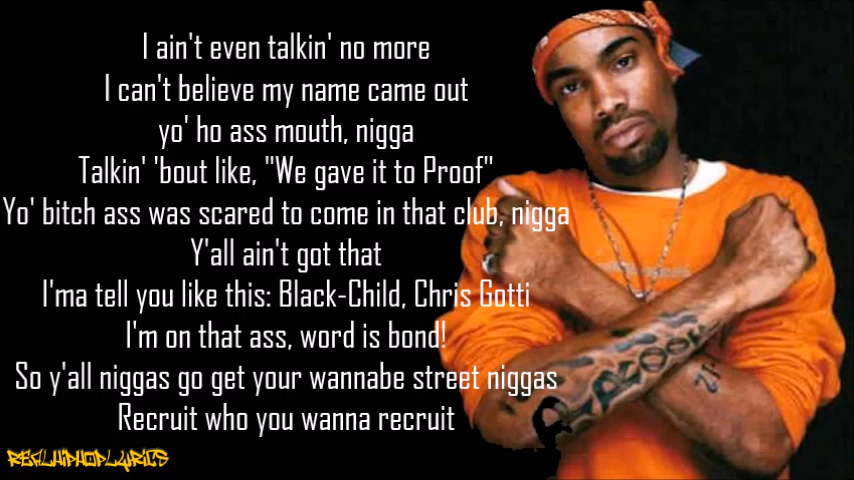 I ain't even talkin' no more
I can't believe my name came out
yo' ho ass mouth, nigga
Talkin' 'bout like, "We gave it to Proof"
Yo' bitch ass was scared to come in that club, nigga
Y'all ain't got that
I'ma tell you like this: Black-Child, Chris Gotti
I'm on that ass, word is bond!
So y'all niggas go get your wannabe street niggas
Recruit who you wanna recruit
REALHIPHOPLYRICS
PROOF